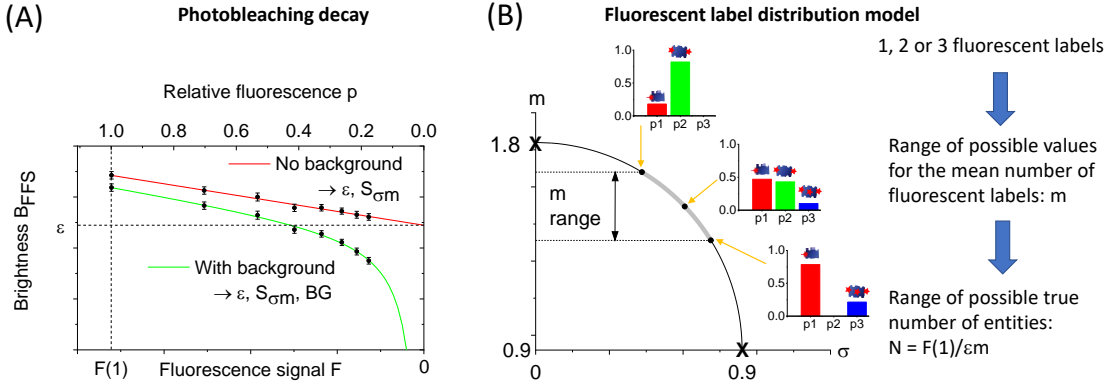 (A)
Photobleaching decay
Relative fluorescence p
1.0 0.8 0.6 0.4 0.2 0.0
No background
→ ε, Sσm
ε
Brightness BFFS
With background
→ ε, Sσm, BG
F(1) Fluorescence signal F 0
(B)
Fluorescent label distribution model
m
1.8
m
range
0.9
0 0.9 σ
1.0
0.5
0.0
p1 p2 p3
1.0
0.5
0.0
p1 p2 p3
1.0
0.5
0.0
p1 p2 p3
1, 2 or 3 fluorescent labels
Range of possible values
for the mean number of
fluorescent labels: m
Range of possible true
number of entities:
N = F(1)/εm